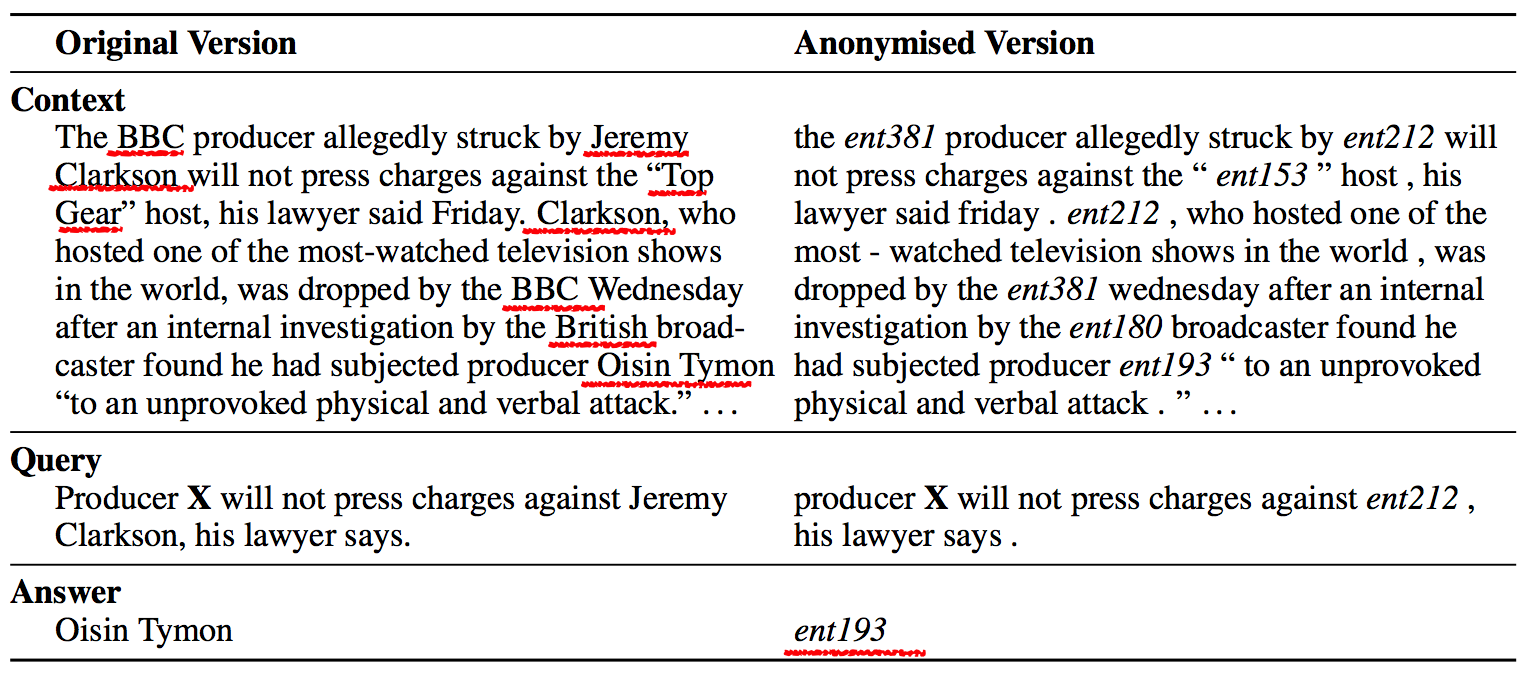 Original Version
Anonymised Version
Context
The BBC producer allegedly struck by Jeremy
Clarkson will not press charges against the “Top
Gear” host, his lawyer said Friday. Clarkson, who
hosted one of the most-watched television shows
in the world, was dropped by the BBC Wednesday
after an internal investigation by the British broad-
caster found he had subjected producer Oisin Tymon
“to an unprovoked physical and verbal attack.” …
the ent381 producer allegedly struck by ent212 will
not press charges against the “ ent153 ” host , his
lawyer said friday . ent212 , who hosted one of the
most - watched television shows in the world , was
dropped by the ent381 wednesday after an internal
investigation by the ent180 broadcaster found he
had subjected producer ent193 “ to an unprovoked
physical and verbal attack . ” …
Query
Producer X will not press charges against Jeremy
Clarkson, his lawyer says.
producer X will not press charges against ent212 ,
his lawyer says .
Answer
Oisin Tymon
ent193